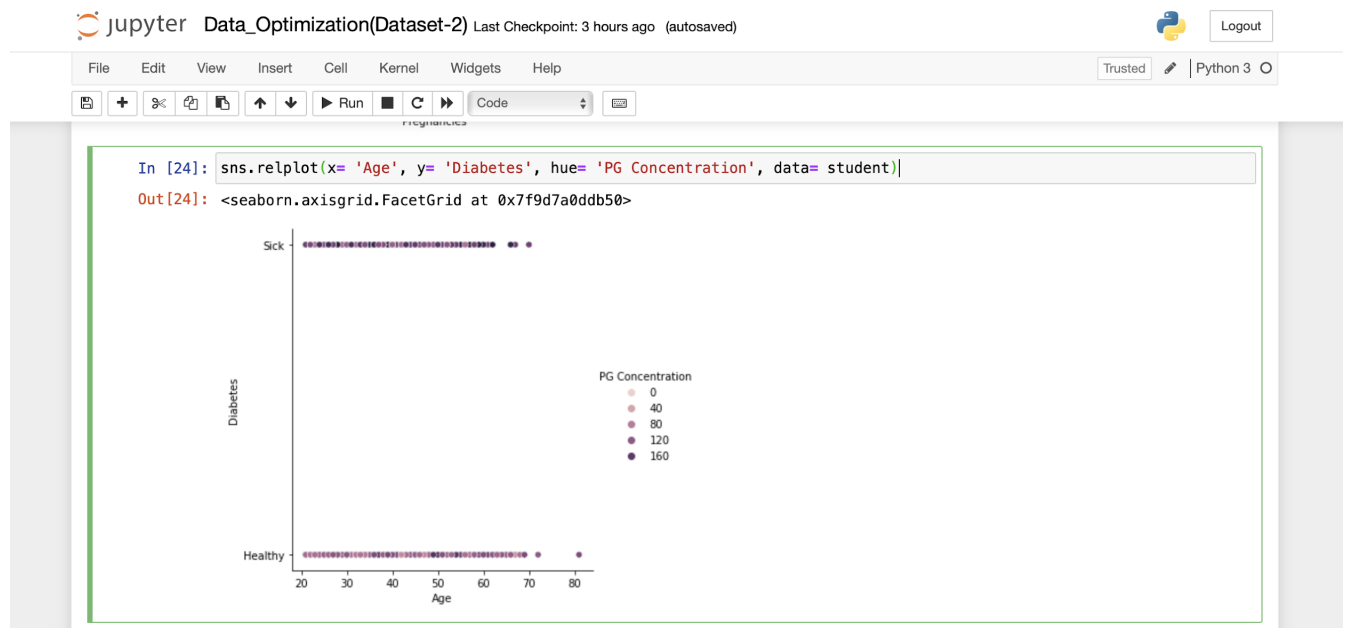 jupyter Data_Optimization(Dataset-2) Last Checkpoint: 3 hours ago (autosaved)
Logout
File Edit View Insert Cell Kernel Widgets Help
Trusted Python 3
Run Code
Pregnancies
In [24]: sns.relplot(x= 'Age', y= 'Diabetes', hue= 'PG Concentration', data= student)
Out[24]: <seaborn.axisgrid.FacetGrid at 0x7f9d7a0ddb50>
Sick
Diabetes
Healthy
20 30 40 50 60 70 80
Age
PG Concentration
0
40
80
120
160